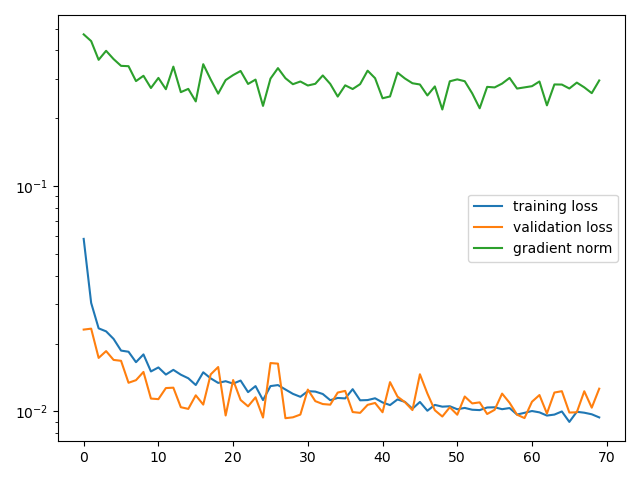 10⁻¹
10⁻²
training loss
validation loss
gradient norm
0 10 20 30 40 50 60 70